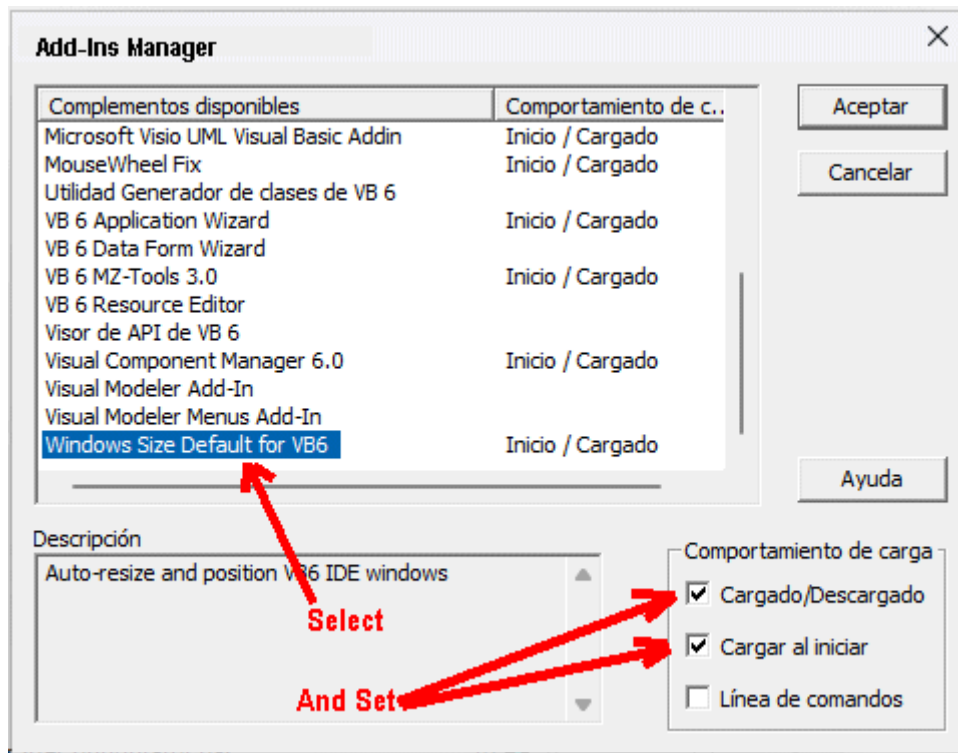 Add-Ins Manager
Complementos disponibles Comportamiento de c..
Microsoft Visio UML Visual Basic Addin Inicio / Cargado
MouseWheel Fix Inicio / Cargado
Utilidad Generador de clases de VB 6
VB 6 Application Wizard Inicio / Cargado
VB 6 Data Form Wizard
VB 6 MZ-Tools 3.0 Inicio / Cargado
VB 6 Resource Editor
Visor de API de VB 6
Visual Component Manager 6.0 Inicio / Cargado
Visual Modeler Add-In
Visual Modeler Menus Add-In
Windows Size Default for VB6 Inicio / Cargado
Aceptar
Cancelar
Ayuda
Descripción
Auto-resize and position VB6 IDE windows
Select
And Set
Comportamiento de carga
Cargado/Descargado
Cargar al iniciar
Línea de comandos